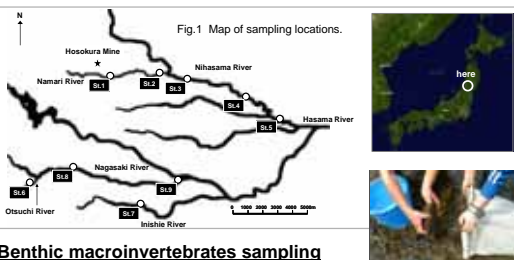 Fig.1 Map of sampling locations.
N
Hosokura Mine
Nihasama River
Namari River
St.1
St.2
St.3
St.4
St.5
Hasama River
here
Nagasaki River
St.8
St.6
St.9
St.7
Otsuchi River
Inishie River
0 1000 2000 3000 4000 5000m
Benthic macroinvertebrates sampling